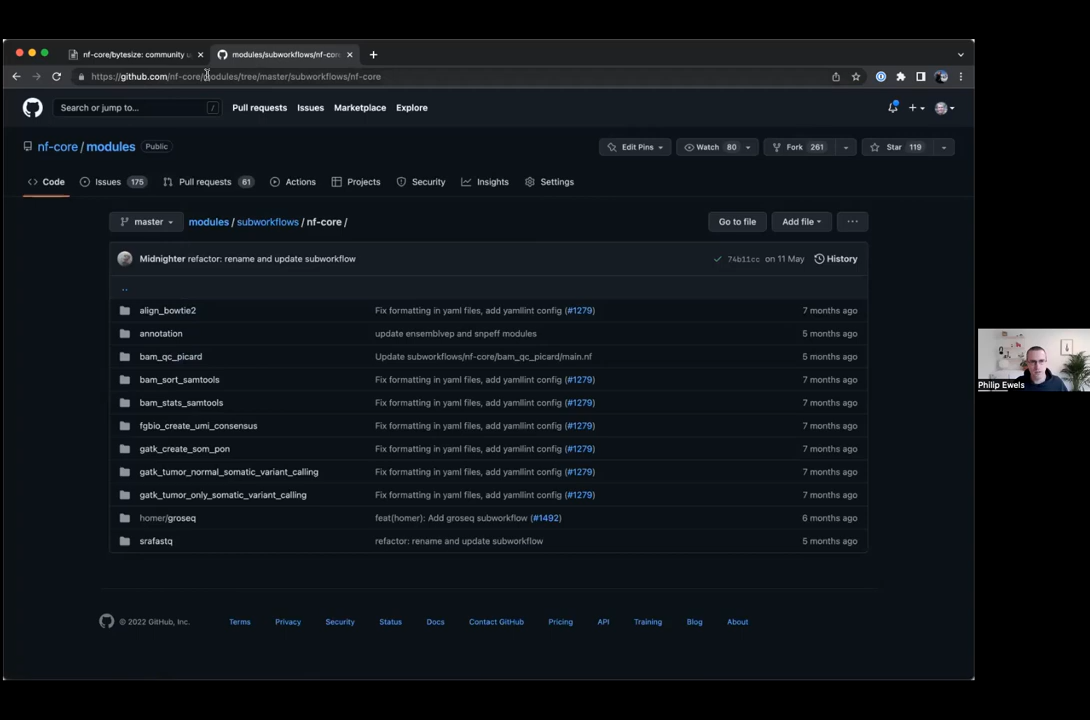 nf-core/bytesize: community u
modules/subworkflows/nf-cor
https://github.com/nf-core/modules/tree/master/subworkflows/nf-core
Search or jump to... /
Pull requests Issues Marketplace Explore
nf-core / modules Public
Edit Pins Watch 80 Fork 261 Star 119
Code Issues 175 Pull requests 61 Actions Projects Security Insights Settings
master modules / subworkflows / nf-core / Go to file Add file ...
Midnighter refactor: rename and update subworkflow 74b11cc on 11 May History
..
align_bowtie2 Fix formatting in yaml files, add yamllint config (#1279) 7 months ago
annotation update ensemblvep and snpeff modules 5 months ago
bam_qc_picard Update subworkflows/nf-core/bam_qc_picard/main.nf 5 months ago
bam_sort_samtools Fix formatting in yaml files, add yamllint config (#1279) 7 months ago
bam_stats_samtools Fix formatting in yaml files, add yamllint config (#1279) 7 months ago
fgbio_create_umi_consensus Fix formatting in yaml files, add yamllint config (#1279) 7 months ago
gatk_create_som_pon Fix formatting in yaml files, add yamllint config (#1279) 7 months ago
gatk_tumor_normal_somatic_variant_calling Fix formatting in yaml files, add yamllint config (#1279) 7 months ago
gatk_tumor_only_somatic_variant_calling Fix formatting in yaml files, add yamllint config (#1279) 7 months ago
homer/groseq feat(homer): Add groseq subworkflow (#1492) 6 months ago
srafastq refactor: rename and update subworkflow 5 months ago
© 2022 GitHub, Inc. Terms Privacy Security Status Docs Contact GitHub Pricing API Training Blog About
Philip Ewels